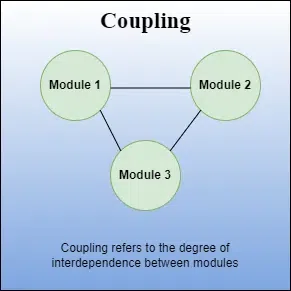 Coupling
Module 1
Module 2
Module 3
Coupling refers to the degree of
interdependence between modules